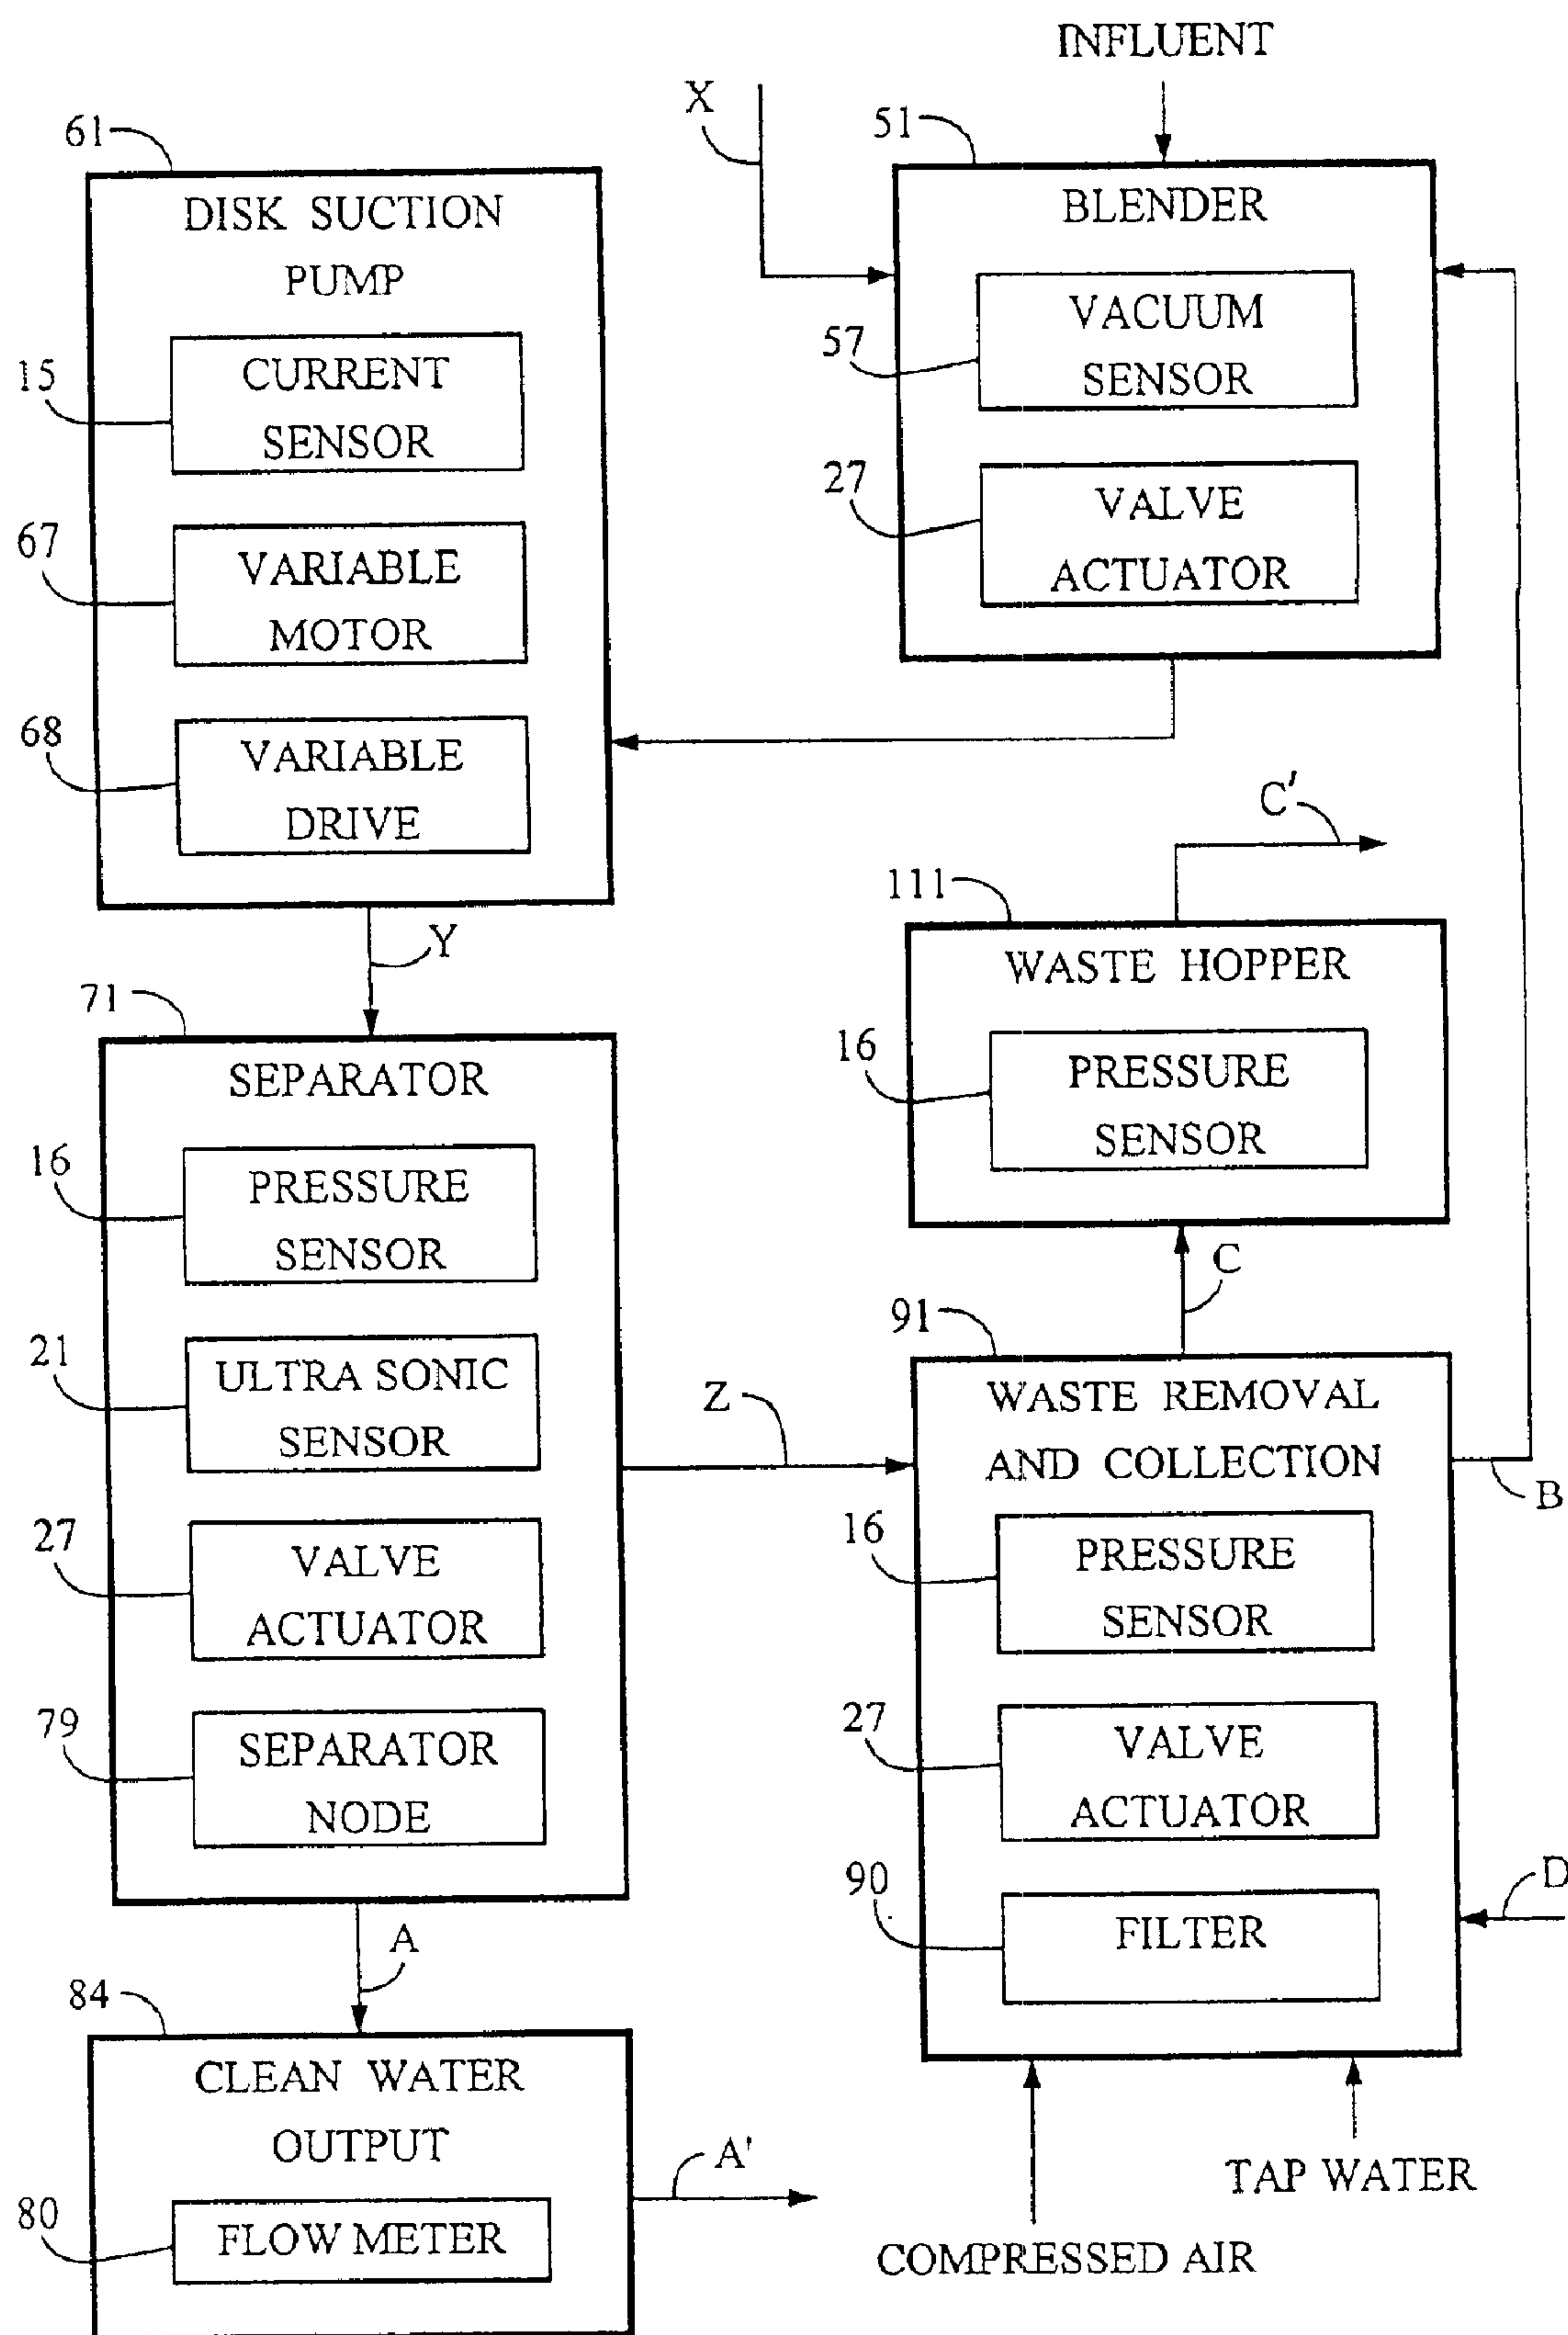 INFLUENT
X
51
BLENDER
57
VACUUM
SENSOR
27
VALVE
ACTUATOR
61
DISK SUCTION
PUMP
15
CURRENT
SENSOR
67
VARIABLE
MOTOR
68
VARIABLE
DRIVE
Y
C'
111
WASTE HOPPER
16
PRESSURE
SENSOR
C
71
SEPARATOR
16
PRESSURE
SENSOR
21
ULTRA SONIC
SENSOR
27
VALVE
ACTUATOR
79
SEPARATOR
NODE
Z
91
WASTE REMOVAL
AND COLLECTION
B
16
PRESSURE
SENSOR
27
VALVE
ACTUATOR
90
FILTER
D
A
84
CLEAN WATER
OUTPUT
80
FLOW METER
A'
TAP WATER
COMPRESSED AIR